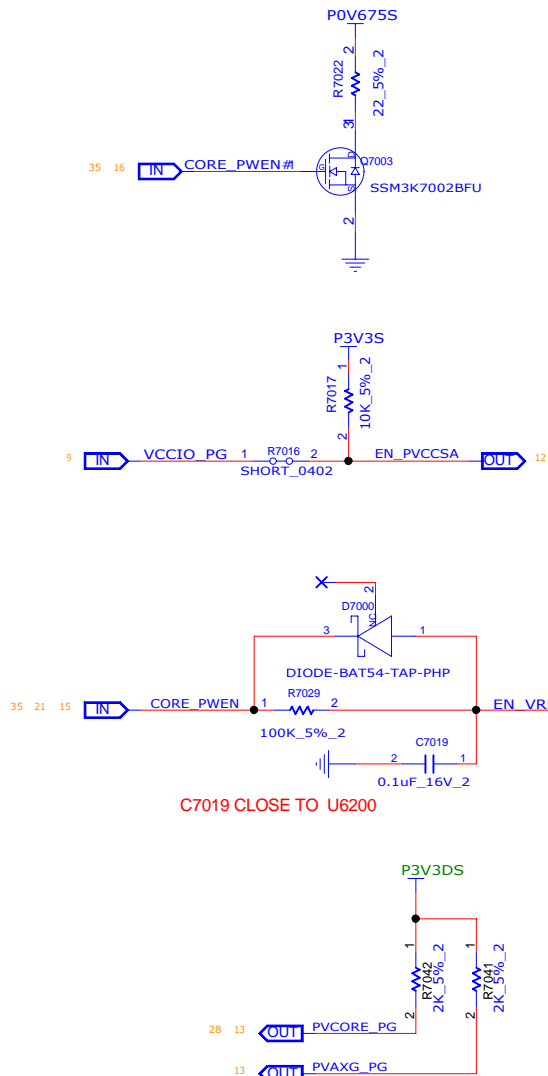 P0V675S
2
R7022
22_5%_2
3
D
Q7003
35 16 IN CORE_PWEN#1
G
S
SSM3K7002BFU
2
P3V3S
1
R7017
10K_5%_2
2
9 IN VCCIO_PG 1 R7016 2 EN_PVCCSA OUT 12
SHORT_0402
2
D7000
NC
3 1
DIODE-BAT54-TAP-PHP
35 21 15 IN CORE_PWEN 1 R7029 2 EN_VR
100K_5%_2
C7019
2 1
0.1uF_16V_2
C7019 CLOSE TO U6200
P3V3DS
1 1
R7042
2K_5%_2
R7041
2K_5%_2
2 2
28 13 OUT PVCORE_PG
13 OUT PVAXG_PG